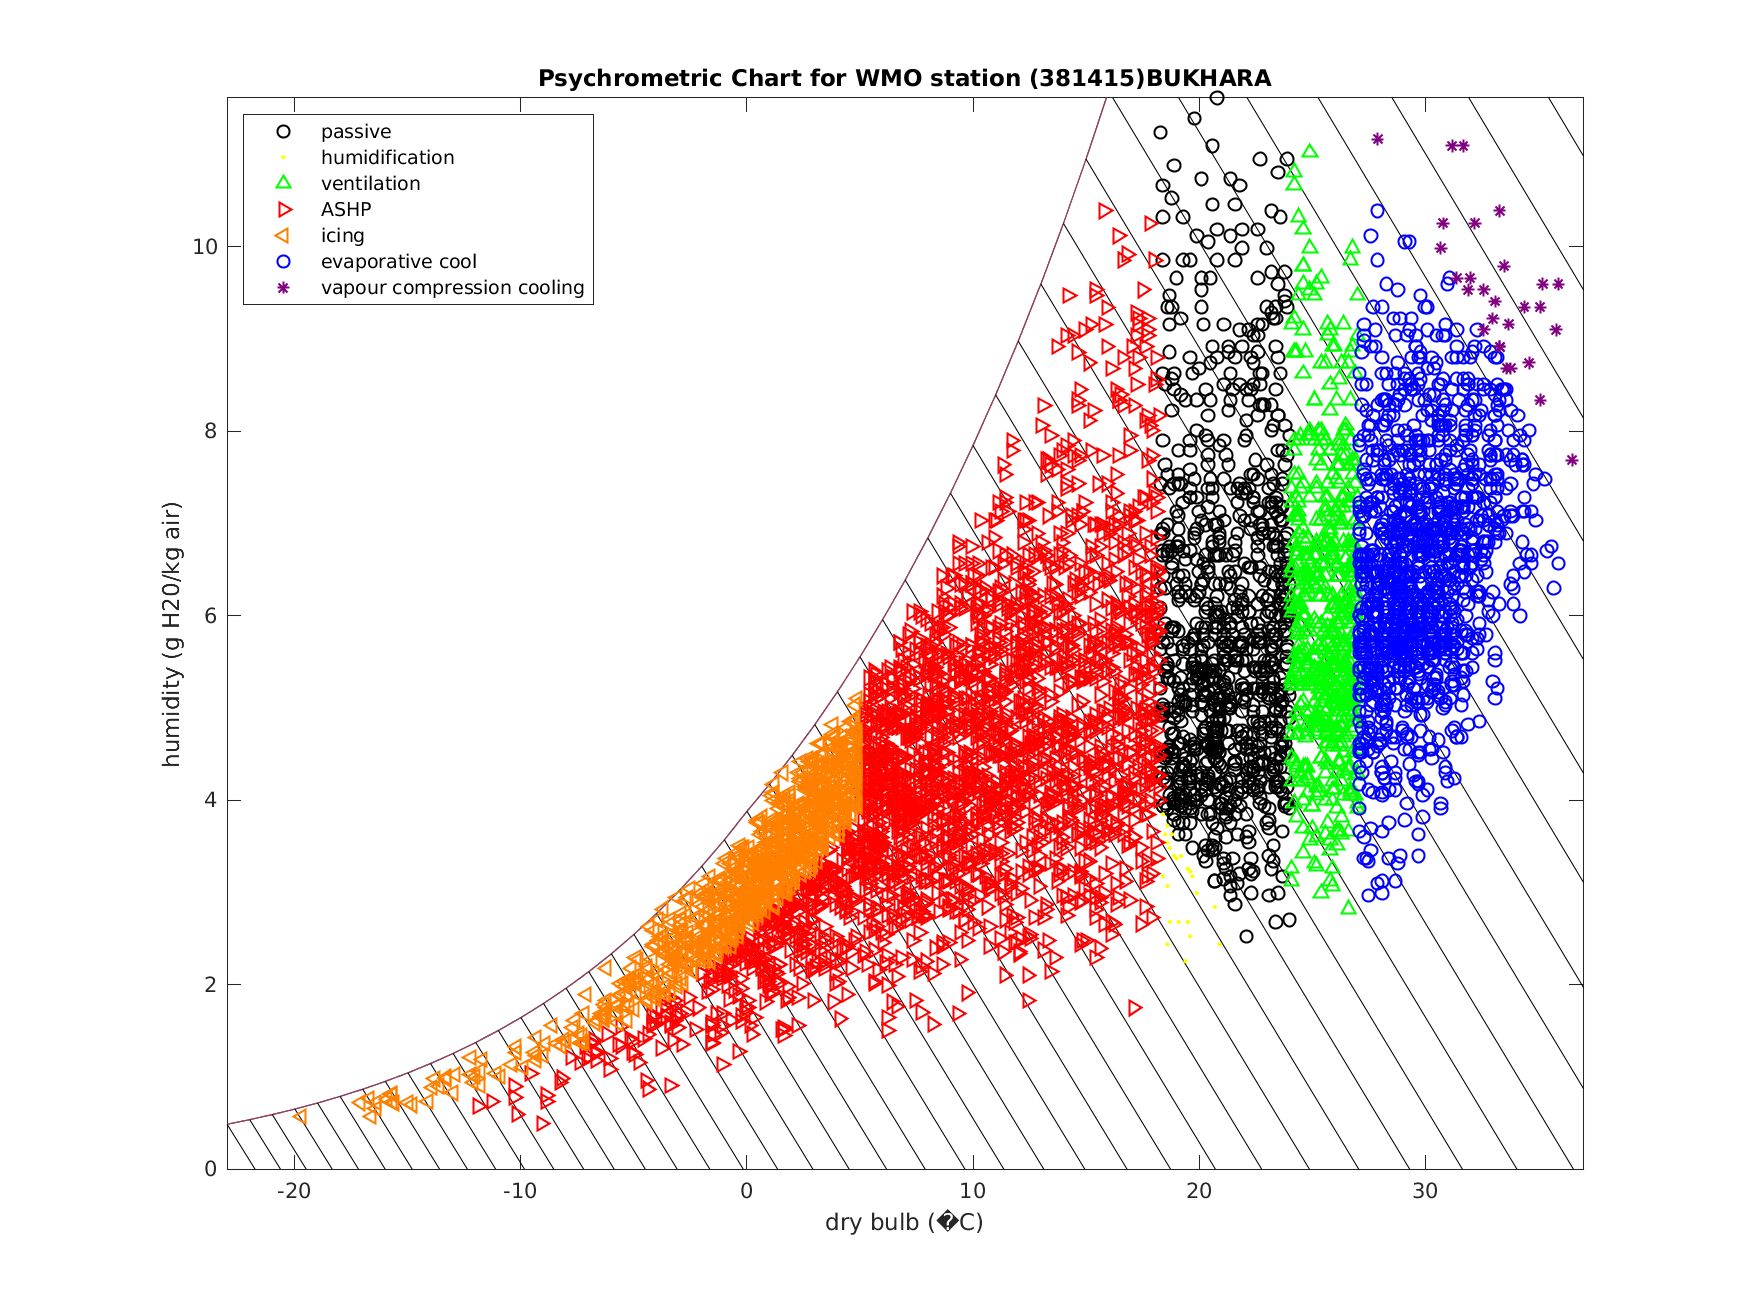 Psychrometric Chart for WMO station (381415)BUKHARA
passive
humidification
ventilation
ASHP
icing
evaporative cool
vapour compression cooling
humidity (g H20/kg air)
10
8
6
4
2
0
-20 -10 0 10 20 30
dry bulb (�C)